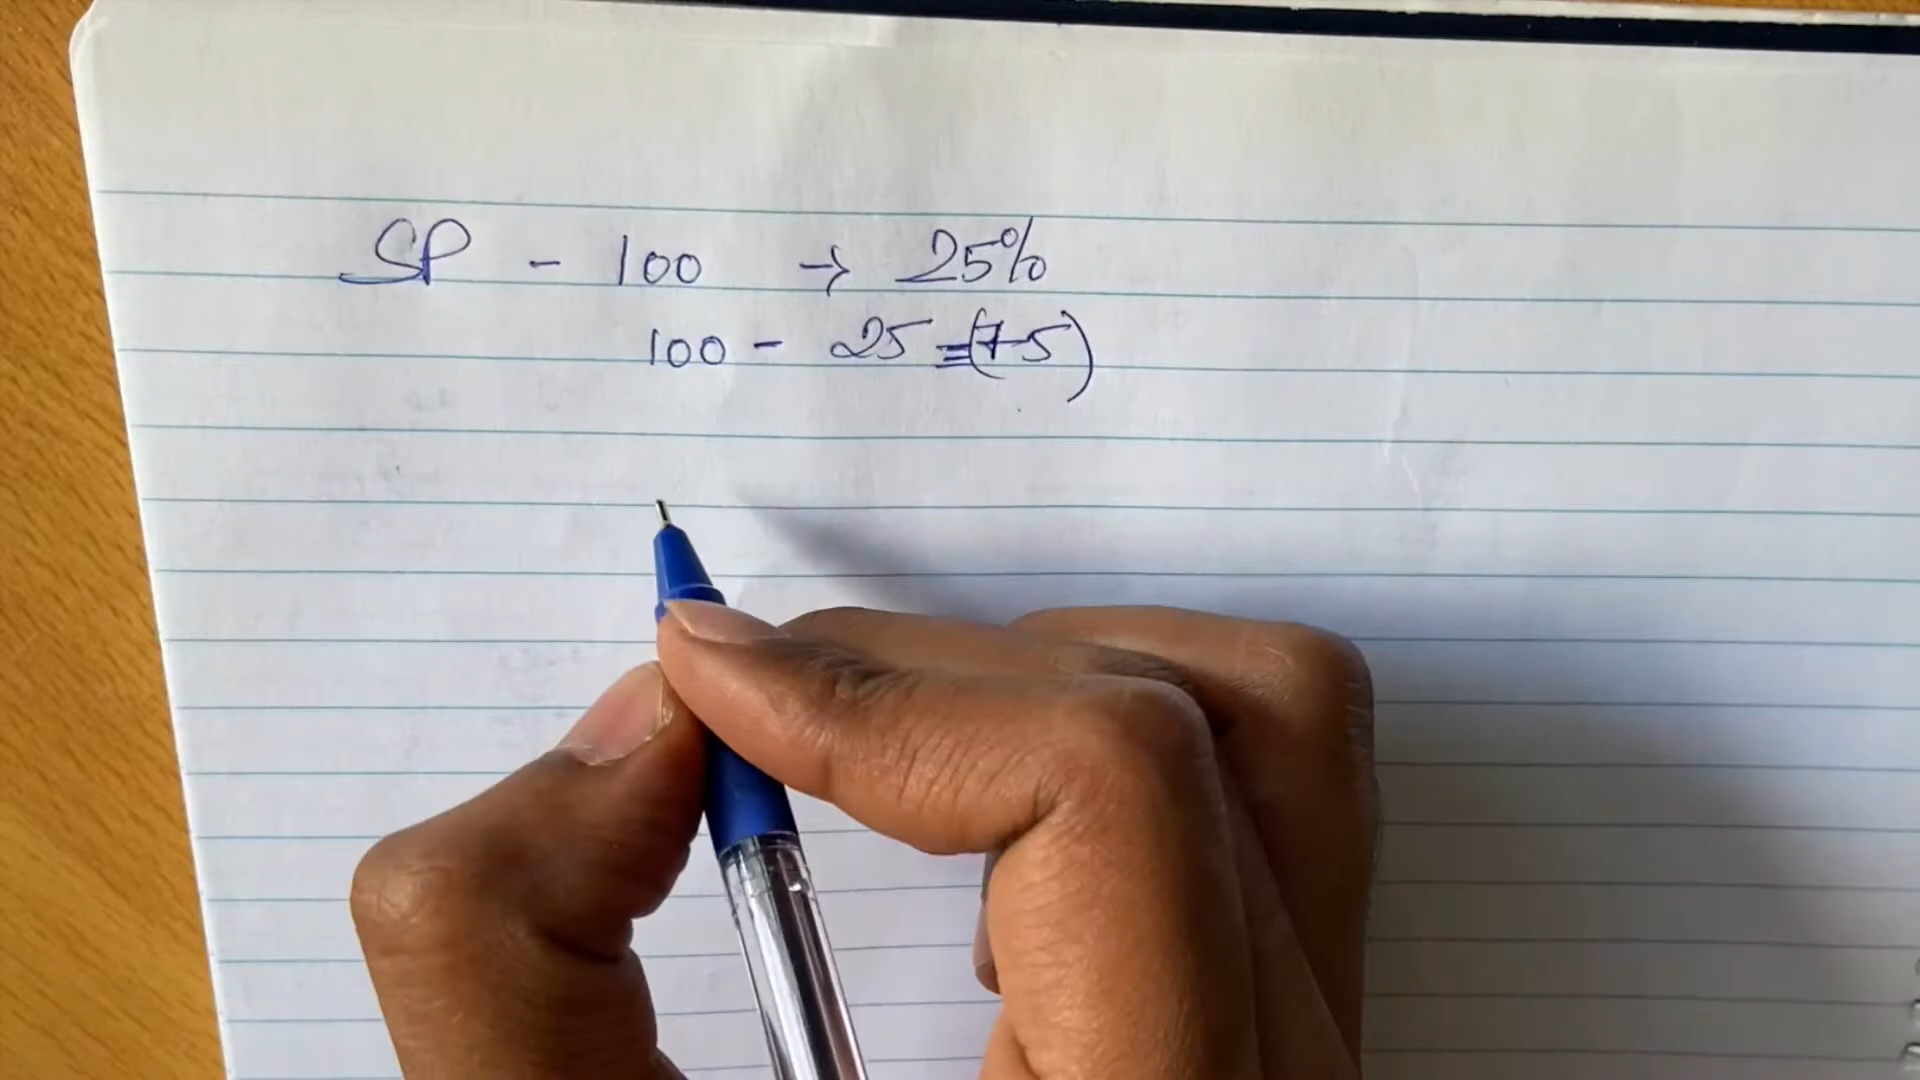 SP - 100 → 25%
100 - 25 = (75)